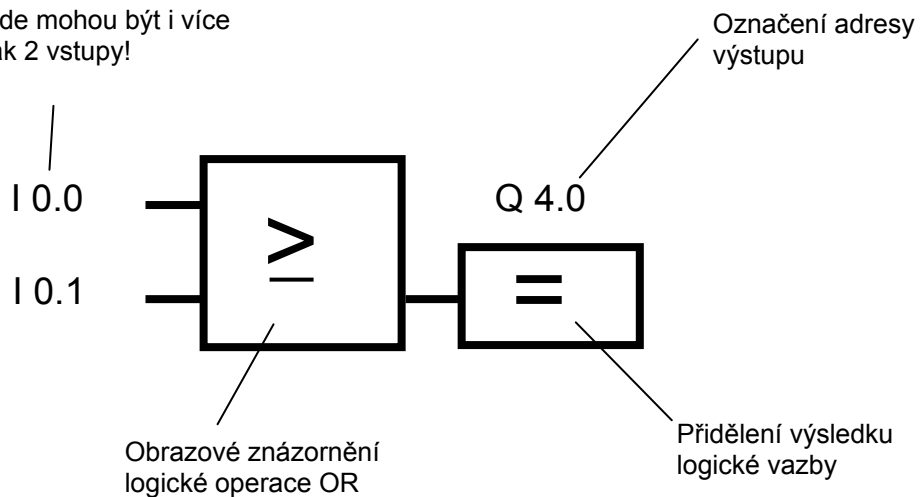 de mohou být i více
ak 2 vstupy!
Označení adresy
výstupu
I 0.0
Q 4.0
≥
I 0.1
=
Obrazové znázornění
logické operace OR
Přidělení výsledku
logické vazby